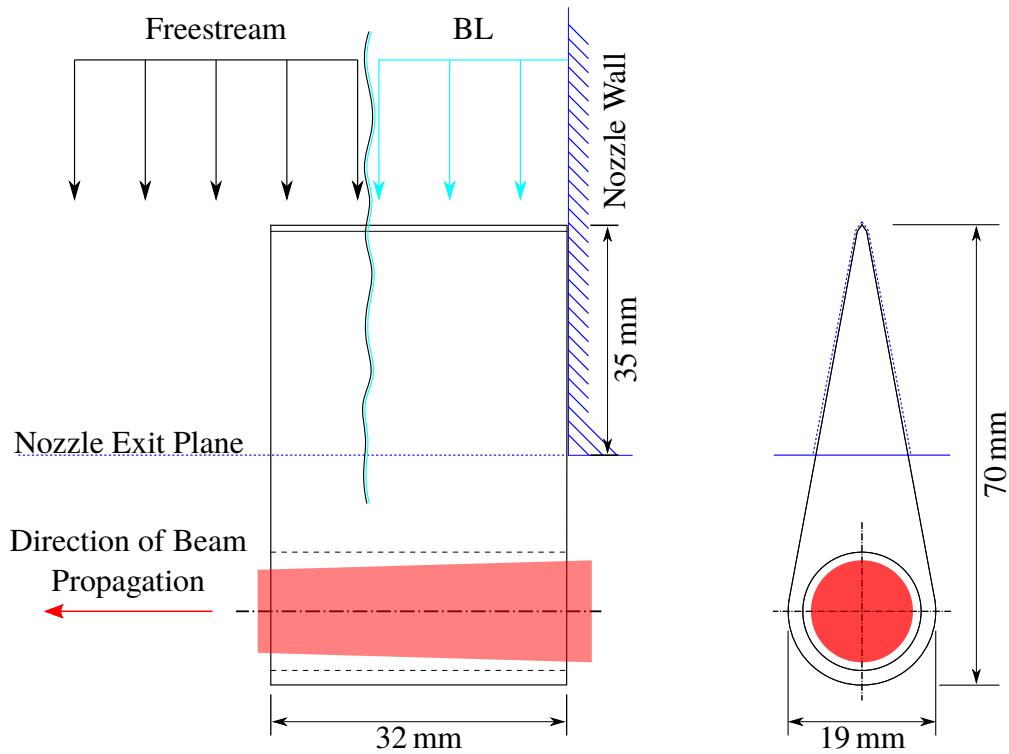 Freestream
BL
Nozzle Wall
35 mm
Nozzle Exit Plane
70 mm
Direction of Beam
Propagation
32 mm
19 mm